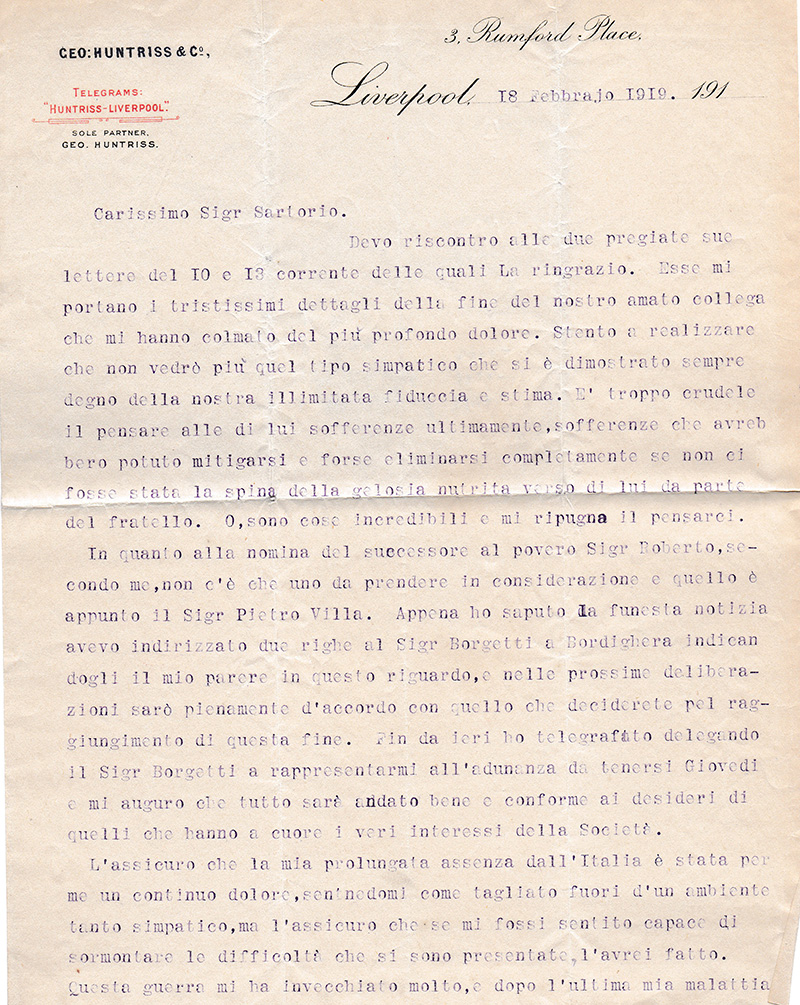 GEO: HUNTRISS & Co.,
TELEGRAMS:
"HUNTRISS-LIVERPOOL."
SOLE PARTNER,
GEO. HUNTRISS.
3, Rumford Place,
Liverpool, 18 Febbrajo 1919. 191
Carissimo Sigr Sartorio.
Devo riscontro alle due pregiate sue
lettere del 10 e 13 corrente delle quali La ringrazio. Esse mi
portano i tristissimi dettagli della fine del nostro amato collega
che mi hanno colmato del più profondo dolore. Stento a realizzare
che non vedrò più quel tipo simpatico che si è dimostrato sempre
degno della nostra illimitata fiduccia e stima. E' troppo crudele
il pensare alle di lui sofferenze ultimamente,sofferenze che avreb
bero potuto mitigarsi e forse eliminarsi completamente se non ci
fosse stata la spina della gelosia nutrita verso di lui da parte
del fratello. O,sono cose incredibili e mi ripugna il pensarci.
In quanto alla nomina del successore al povero Sigr Roberto,se-
condo me,non c'è che uno da prendere in considerazione e quello è
appunto il Sigr Pietro Villa. Appena ho saputo la funesta notizia
avevo indirizzato due righe al Sigr Borgetti a Bordighera indican
dogli il mio parere in questo riguardo,e nelle prossime delibera-
zioni sarò pienamente d'accordo con quello che deciderete pel rag-
giungimento di questa fine. Fin da ieri ho telegrafato delegando
il Sigr Borgetti a rappresentarmi all'adunanza da tenersi Giovedi
e mi auguro che tutto sarà andato bene e conforme ai desideri di
quelli che hanno a cuore i veri interessi della Società.
L'assicuro che la mia prolungata assenza dall'Italia è stata per
me un continuo dolore,sentnedomi come tagliato fuori d'un ambiente
tanto simpatico,ma l'assicuro che se mi fossi sentito capace di
sormontare le difficoltà che si sono presentate,l'avrei fatto.
Questa guerra mi ha invecchiato molto,e dopo l'ultima mia malattia